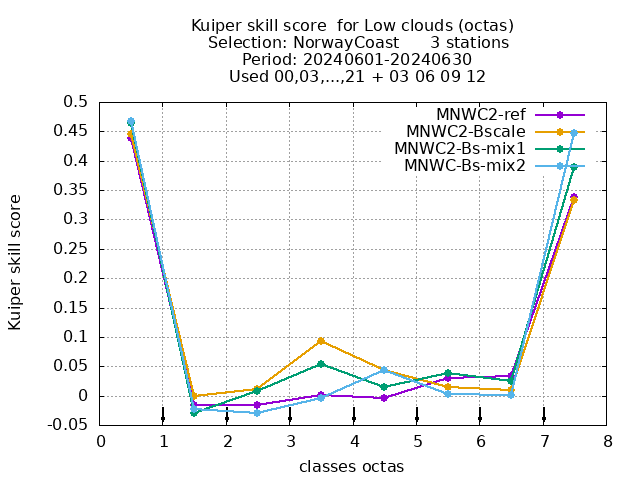 Kuiper skill score  for Low clouds (octas)
Selection: NorwayCoast      3 stations
Period: 20240601-20240630
Used 00,03,...,21 + 03 06 09 12
MNWC2-ref
MNWC2-Bscale
MNWC2-Bs-mix1
MNWC-Bs-mix2
Kuiper skill score
0.5
0.45
0.4
0.35
0.3
0.25
0.2
0.15
0.1
0.05
0
-0.05
0 1 2 3 4 5 6 7 8
classes octas